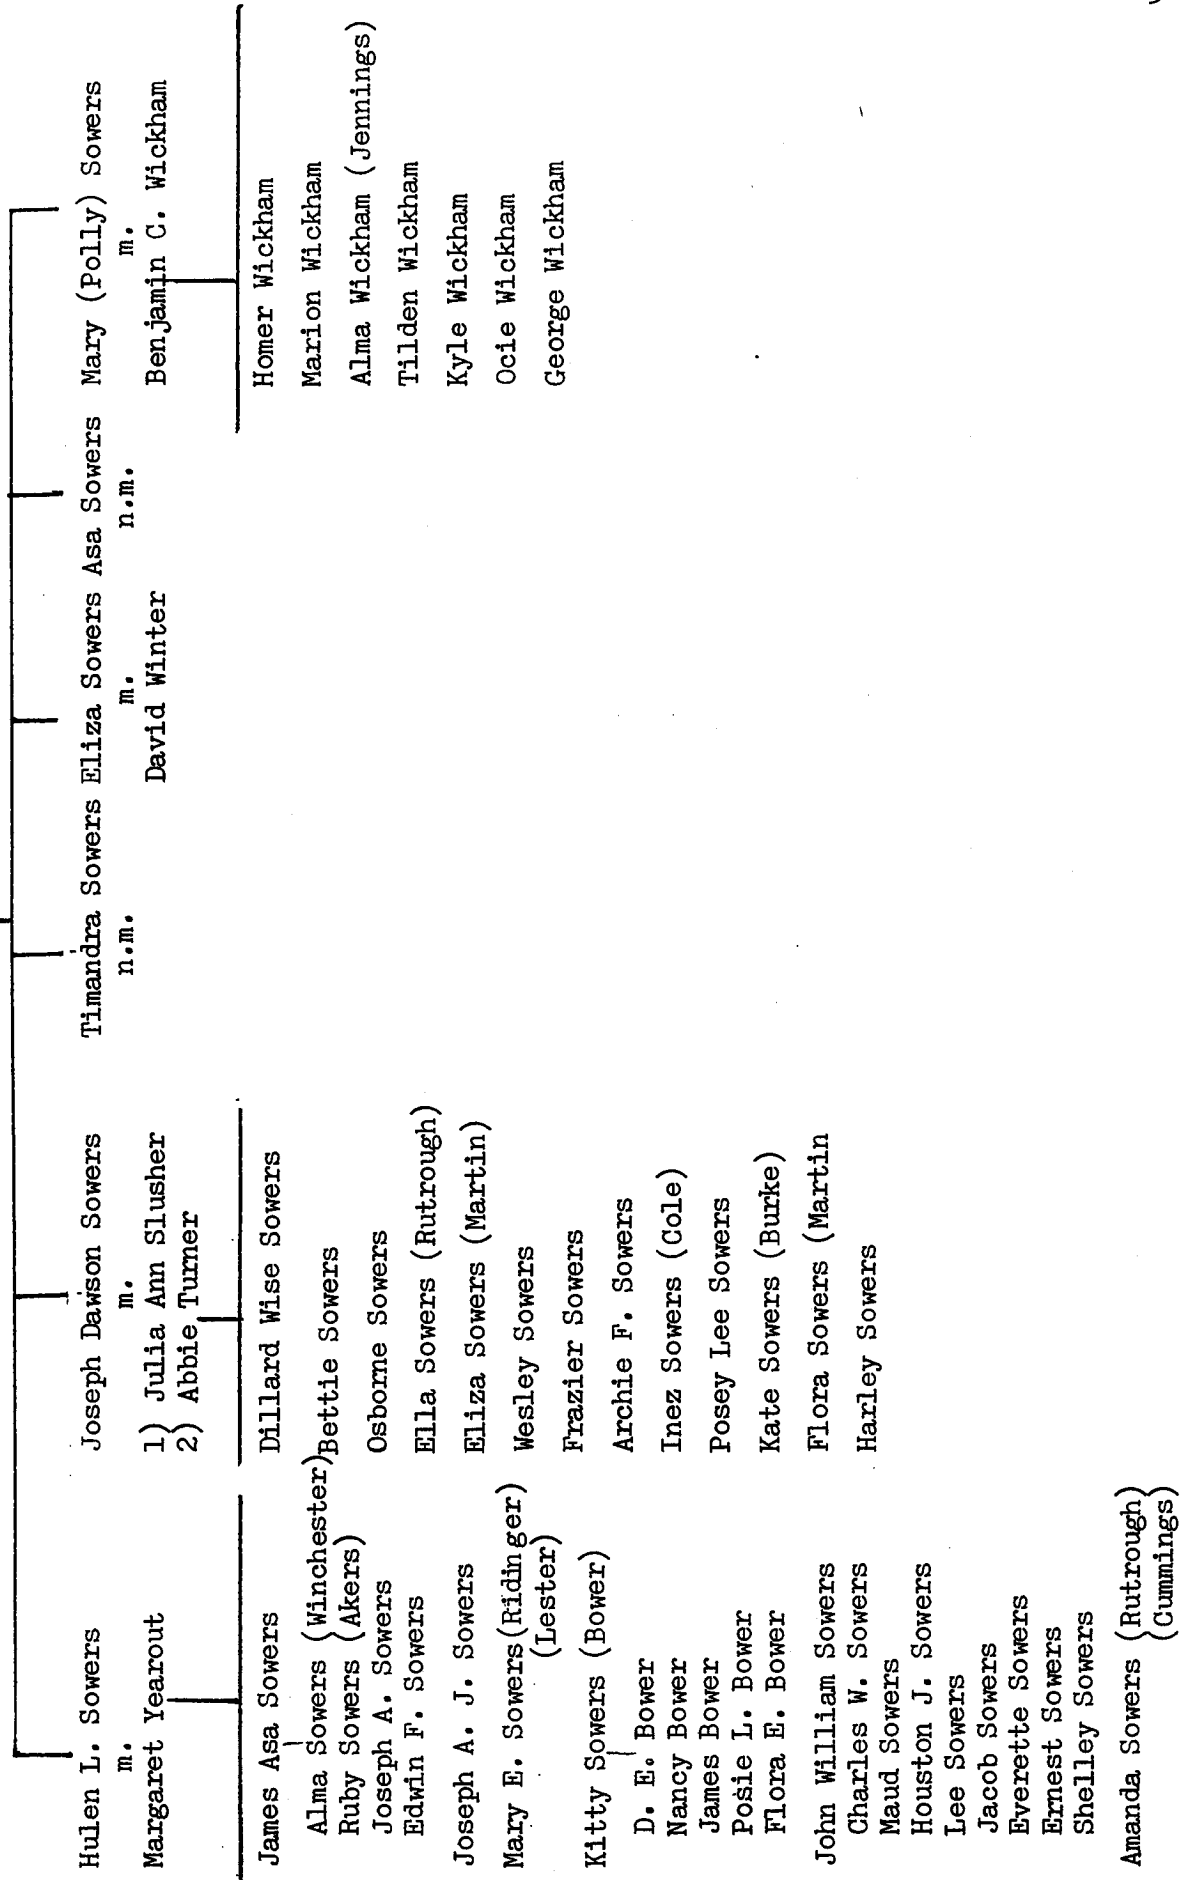 Hulen L. Sowers
m.
Margaret Yearout
James Asa Sowers
Alma Sowers (Winchester)
Ruby Sowers (Akers)
Joseph A. Sowers
Edwin F. Sowers
Joseph A. J. Sowers
Mary E. Sowers (Ridinger)
(Lester)
Kitty Sowers (Bower)
D. E. Bower
Nancy Bower
James Bower
Posie L. Bower
Flora E. Bower
John William Sowers
Charles W. Sowers
Maud Sowers
Houston J. Sowers
Lee Sowers
Jacob Sowers
Everette Sowers
Ernest Sowers
Shelley Sowers
Amanda Sowers (Rutrough)
(Cummings)
Joseph Dawson Sowers
m.
1) Julia Ann Slusher
2) Abbie Turner
Dillard Wise Sowers
Bettie Sowers
Osborne Sowers
Ella Sowers (Rutrough)
Eliza Sowers (Martin)
Wesley Sowers
Frazier Sowers
Archie F. Sowers
Inez Sowers (Cole)
Posey Lee Sowers
Kate Sowers (Burke)
Flora Sowers (Martin
Harley Sowers
Timandra Sowers
n.m.
Eliza Sowers
m.
David Winter
Asa Sowers
n.m.
Mary (Polly) Sowers
m.
Benjamin C. Wickham
Homer Wickham
Marion Wickham
Alma Wickham (Jennings)
Tilden Wickham
Kyle Wickham
Ocie Wickham
George Wickham